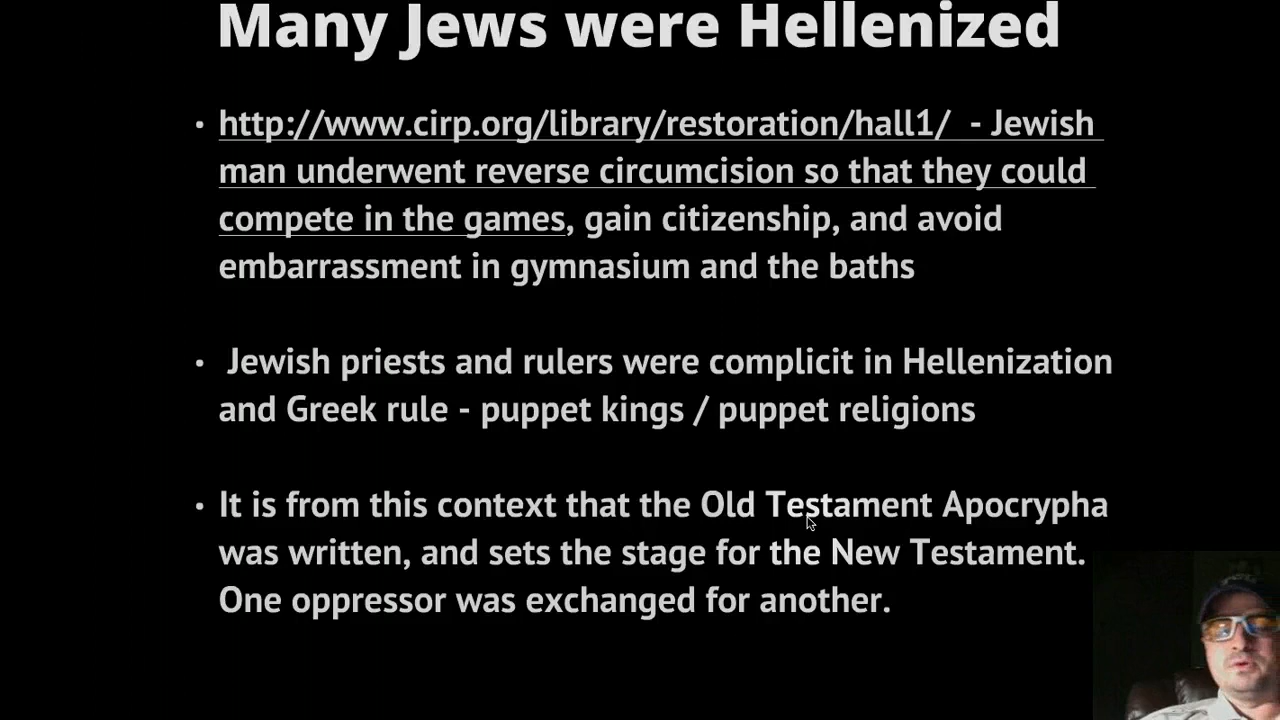 Many Jews were Hellenized
• http://www.cirp.org/library/restoration/hall1/ - Jewish
man underwent reverse circumcision so that they could
compete in the games, gain citizenship, and avoid
embarrassment in gymnasium and the baths
• Jewish priests and rulers were complicit in Hellenization
and Greek rule - puppet kings / puppet religions
• It is from this context that the Old Testament Apocrypha
was written, and sets the stage for the New Testament.
One oppressor was exchanged for another.